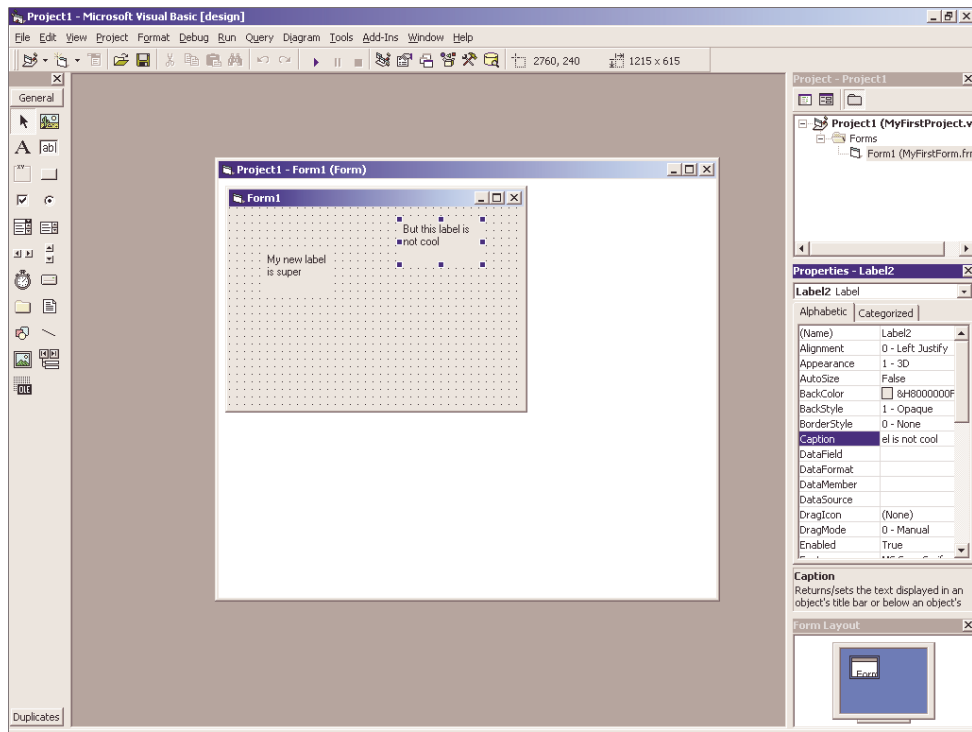 Project1 - Microsoft Visual Basic [design]
File Edit View Project Format Debug Run Query Diagram Tools Add-Ins Window Help
2760, 240 1215 x 615
General
A ab|
XY
OLE
Duplicates
Project1 - Form1 (Form)
Form1
But this label is
not cool
My new label
is super
Project - Project1
Project1 (MyFirstProject.v
Forms
Form1 (MyFirstForm.frr
Properties - Label2
Label2 Label
Alphabetic Categorized
(Name) Label2
Alignment 0 - Left Justify
Appearance 1 - 3D
AutoSize False
BackColor &H8000000F
BackStyle 1 - Opaque
BorderStyle 0 - None
Caption el is not cool
DataField
DataFormat
DataMember
DataSource
DragIcon (None)
DragMode 0 - Manual
Enabled True
Caption
Returns/sets the text displayed in an
object's title bar or below an object's
Form Layout
Form